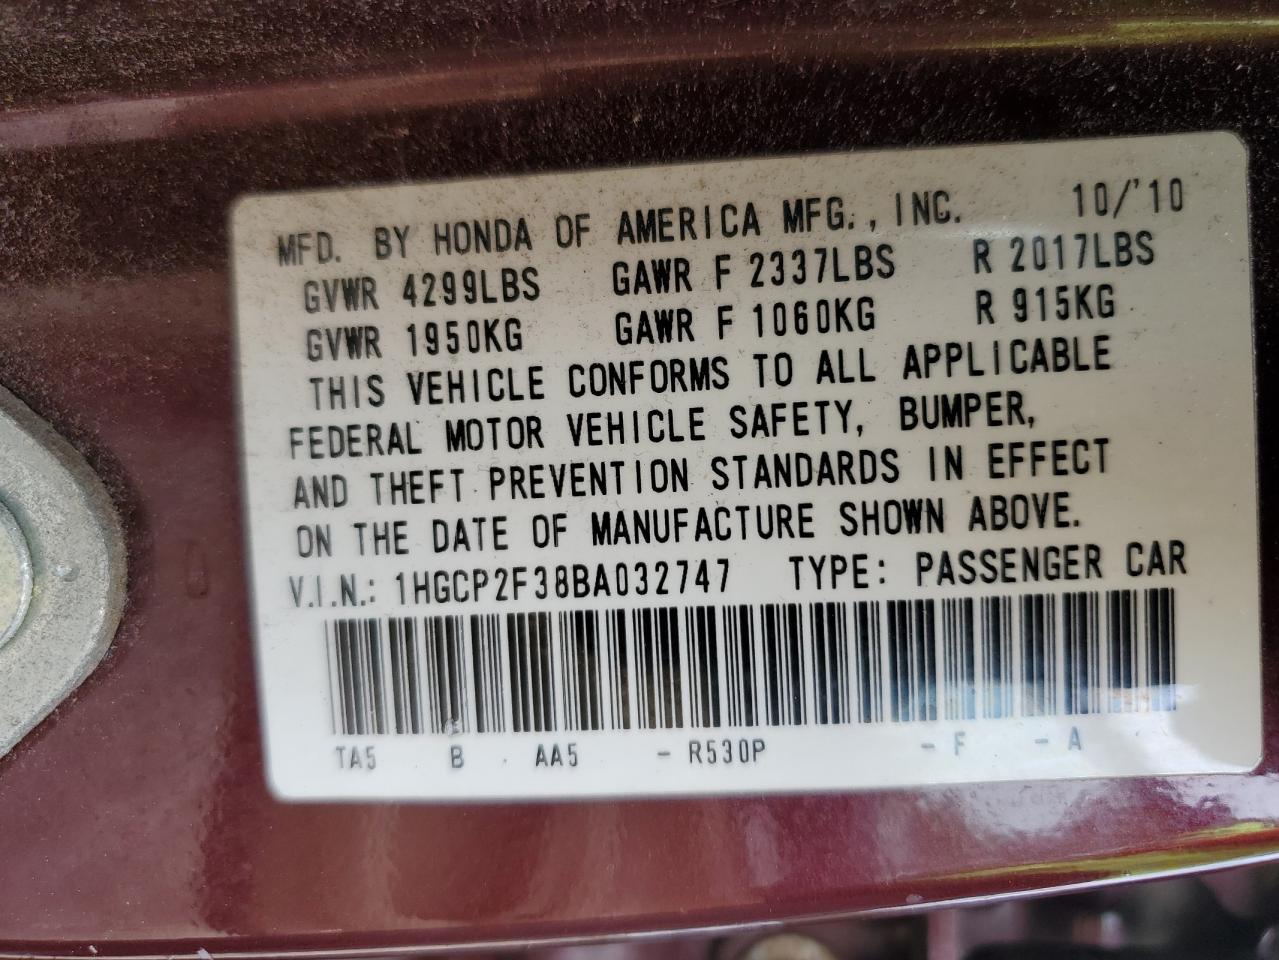 MFD. BY HONDA OF AMERICA MFG., INC. 10/'10
GVWR 4299LBS GAWR F 2337LBS R 2017LBS
GVWR 1950KG GAWR F 1060KG R 915KG
THIS VEHICLE CONFORMS TO ALL APPLICABLE
FEDERAL MOTOR VEHICLE SAFETY, BUMPER,
AND THEFT PREVENTION STANDARDS IN EFFECT
ON THE DATE OF MANUFACTURE SHOWN ABOVE.
V.I.N.: 1HGCP2F38BA032747 TYPE: PASSENGER CAR
TA5 B AA5 - R530P - F - A